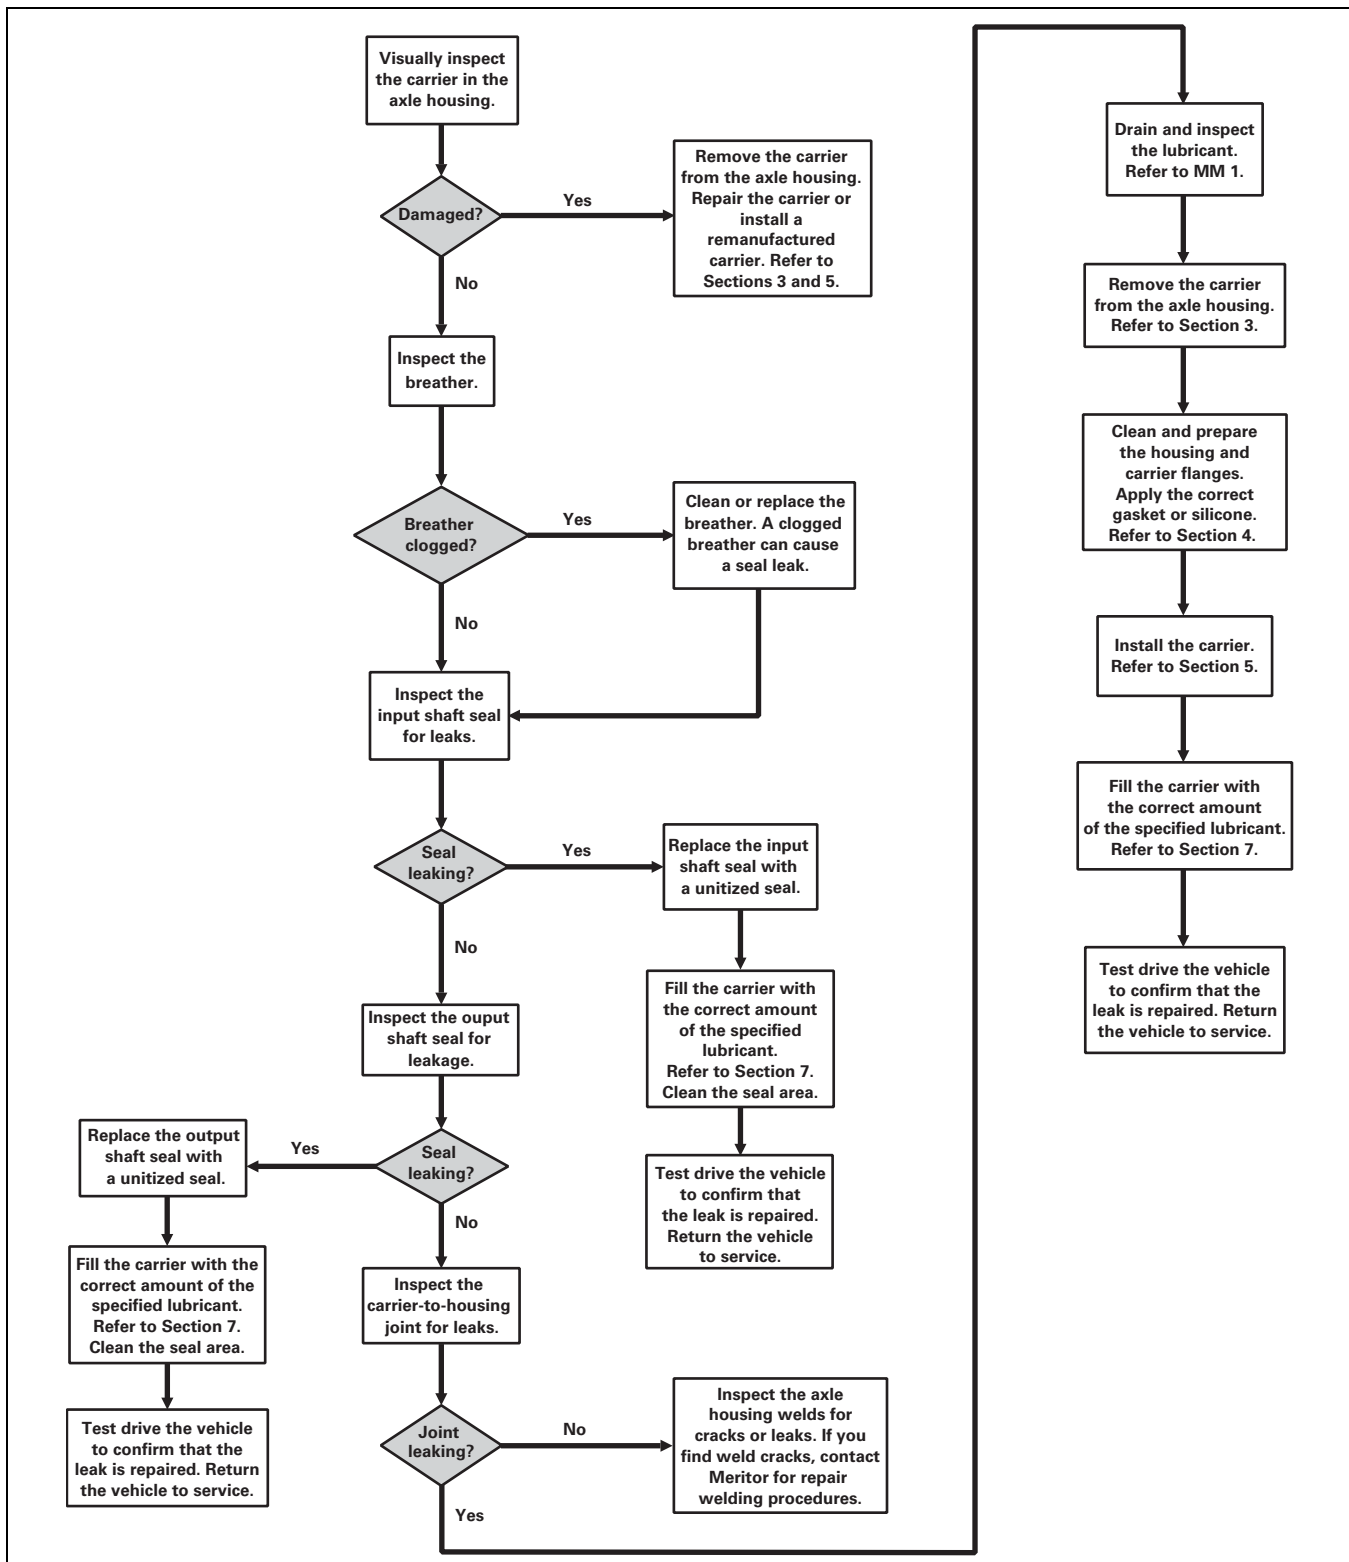 Visually inspect
the carrier in the
axle housing.
Damaged?
Yes
Remove the carrier
from the axle housing.
Repair the carrier or
install a
remanufactured
carrier. Refer to
Sections 3 and 5.
No
Inspect the
breather.
Breather
clogged?
Yes
Clean or replace the
breather. A clogged
breather can cause
a seal leak.
No
Inspect the
input shaft seal
for leaks.
Seal
leaking?
Yes
Replace the input
shaft seal with
a unitized seal.
Fill the carrier with
the correct amount
of the specified
lubricant.
Refer to Section 7.
Clean the seal area.
Test drive the vehicle
to confirm that
the leak is repaired.
Return the vehicle
to service.
No
Inspect the ouput
shaft seal for
leakage.
Seal
leaking?
Yes
Replace the output
shaft seal with
a unitized seal.
Fill the carrier with the
correct amount of the
specified lubricant.
Refer to Section 7.
Clean the seal area.
Test drive the vehicle
to confirm that the
leak is repaired. Return
the vehicle to service.
No
Inspect the
carrier-to-housing
joint for leaks.
Joint
leaking?
No
Inspect the axle
housing welds for
cracks or leaks. If you
find weld cracks, contact
Meritor for repair
welding procedures.
Yes
Drain and inspect
the lubricant.
Refer to MM 1.
Remove the carrier
from the axle housing.
Refer to Section 3.
Clean and prepare
the housing and
carrier flanges.
Apply the correct
gasket or silicone.
Refer to Section 4.
Install the carrier.
Refer to Section 5.
Fill the carrier with
the correct amount
of the specified lubricant.
Refer to Section 7.
Test drive the vehicle
to confirm that the
leak is repaired. Return
the vehicle to service.